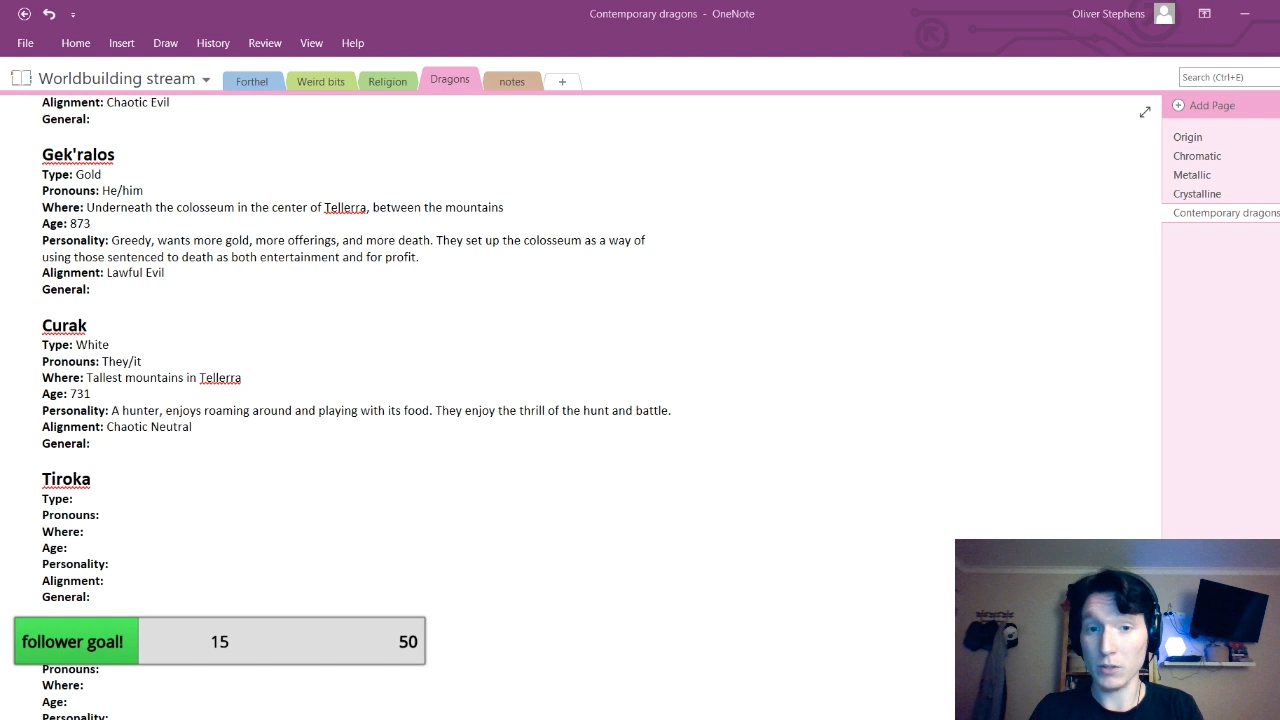 Contemporary dragons - OneNote
Oliver Stephens
File Home Insert Draw History Review View Help
Worldbuilding stream
Forthel Weird bits Religion Dragons notes
Search (Ctrl+E)
Add Page
Origin
Chromatic
Metallic
Crystalline
Contemporary dragons
Alignment: Chaotic Evil
General:
Gek'ralos
Type: Gold
Pronouns: He/him
Where: Underneath the colosseum in the center of Tellerra, between the mountains
Age: 873
Personality: Greedy, wants more gold, more offerings, and more death. They set up the colosseum as a way of
using those sentenced to death as both entertainment and for profit.
Alignment: Lawful Evil
General:
Curak
Type: White
Pronouns: They/it
Where: Tallest mountains in Tellerra
Age: 731
Personality: A hunter, enjoys roaming around and playing with its food. They enjoy the thrill of the hunt and battle.
Alignment: Chaotic Neutral
General:
Tiroka
Type:
Pronouns:
Where:
Age:
Personality:
Alignment:
General:
follower goal! 15 50
Pronouns:
Where:
Age:
Personality: